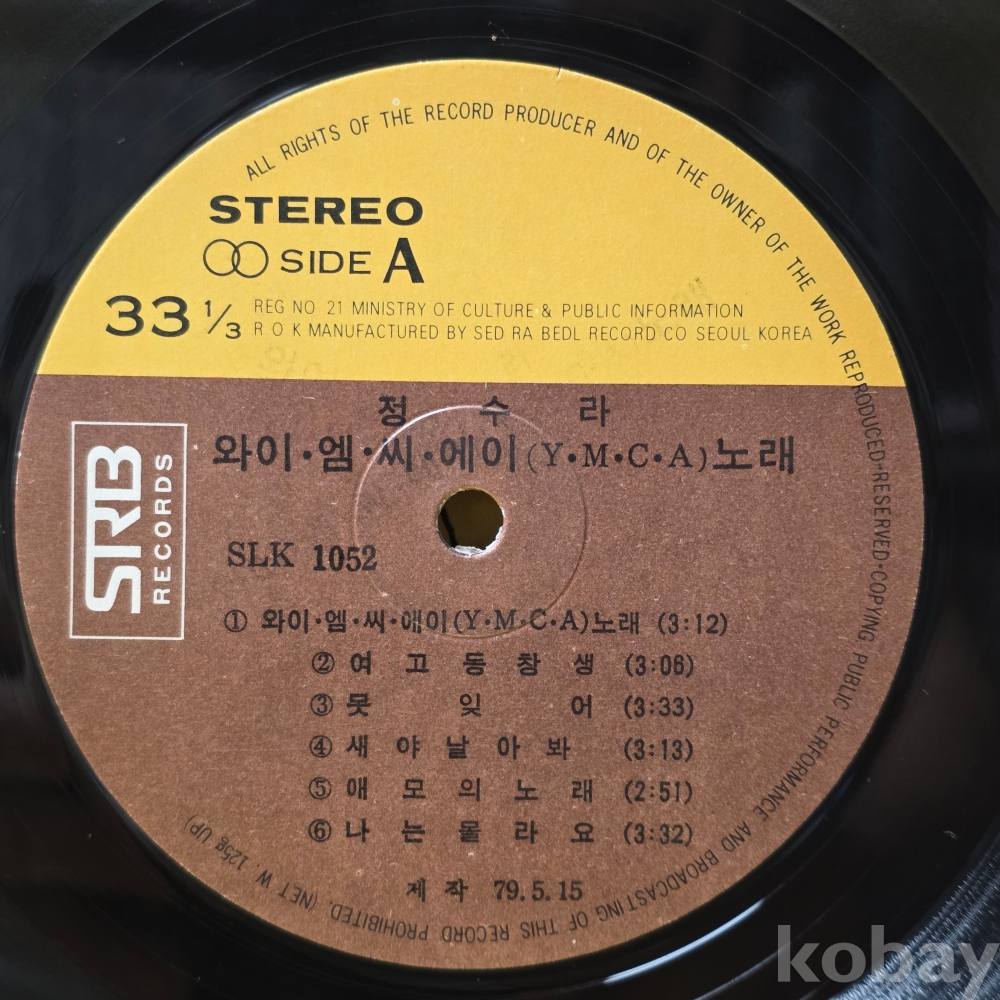 ALL RIGHTS OF THE RECORD PRODUCER AND OF THE OWNER OF THE WORK REPRODUCED·RESERVED·COPYING PUBLIC PERFORMANCE AND BROADCASTING OF THIS RECORD PROHIBITED. (NET W. 125g UP)
STEREO
SIDE A
33 1/3
REG NO 21 MINISTRY OF CULTURE & PUBLIC INFORMATION
R O K MANUFACTURED BY SED RA BEDL RECORD CO SEOUL KOREA
정 수 라
와이·엠·씨·에이(Y·M·C·A)노래
SRB
RECORDS
SLK 1052
① 와이·엠·씨·애이(Y·M·C·A)노래 (3:12)
② 여 고 동 창 생 (3:06)
③ 못 잊 어 (3:33)
④ 새 야 날 아 봐 (3:13)
⑤ 애 모 의 노 래 (2:51)
⑥ 나 는 몰 라 요 (3:32)
제 작 79.5.15
kobay